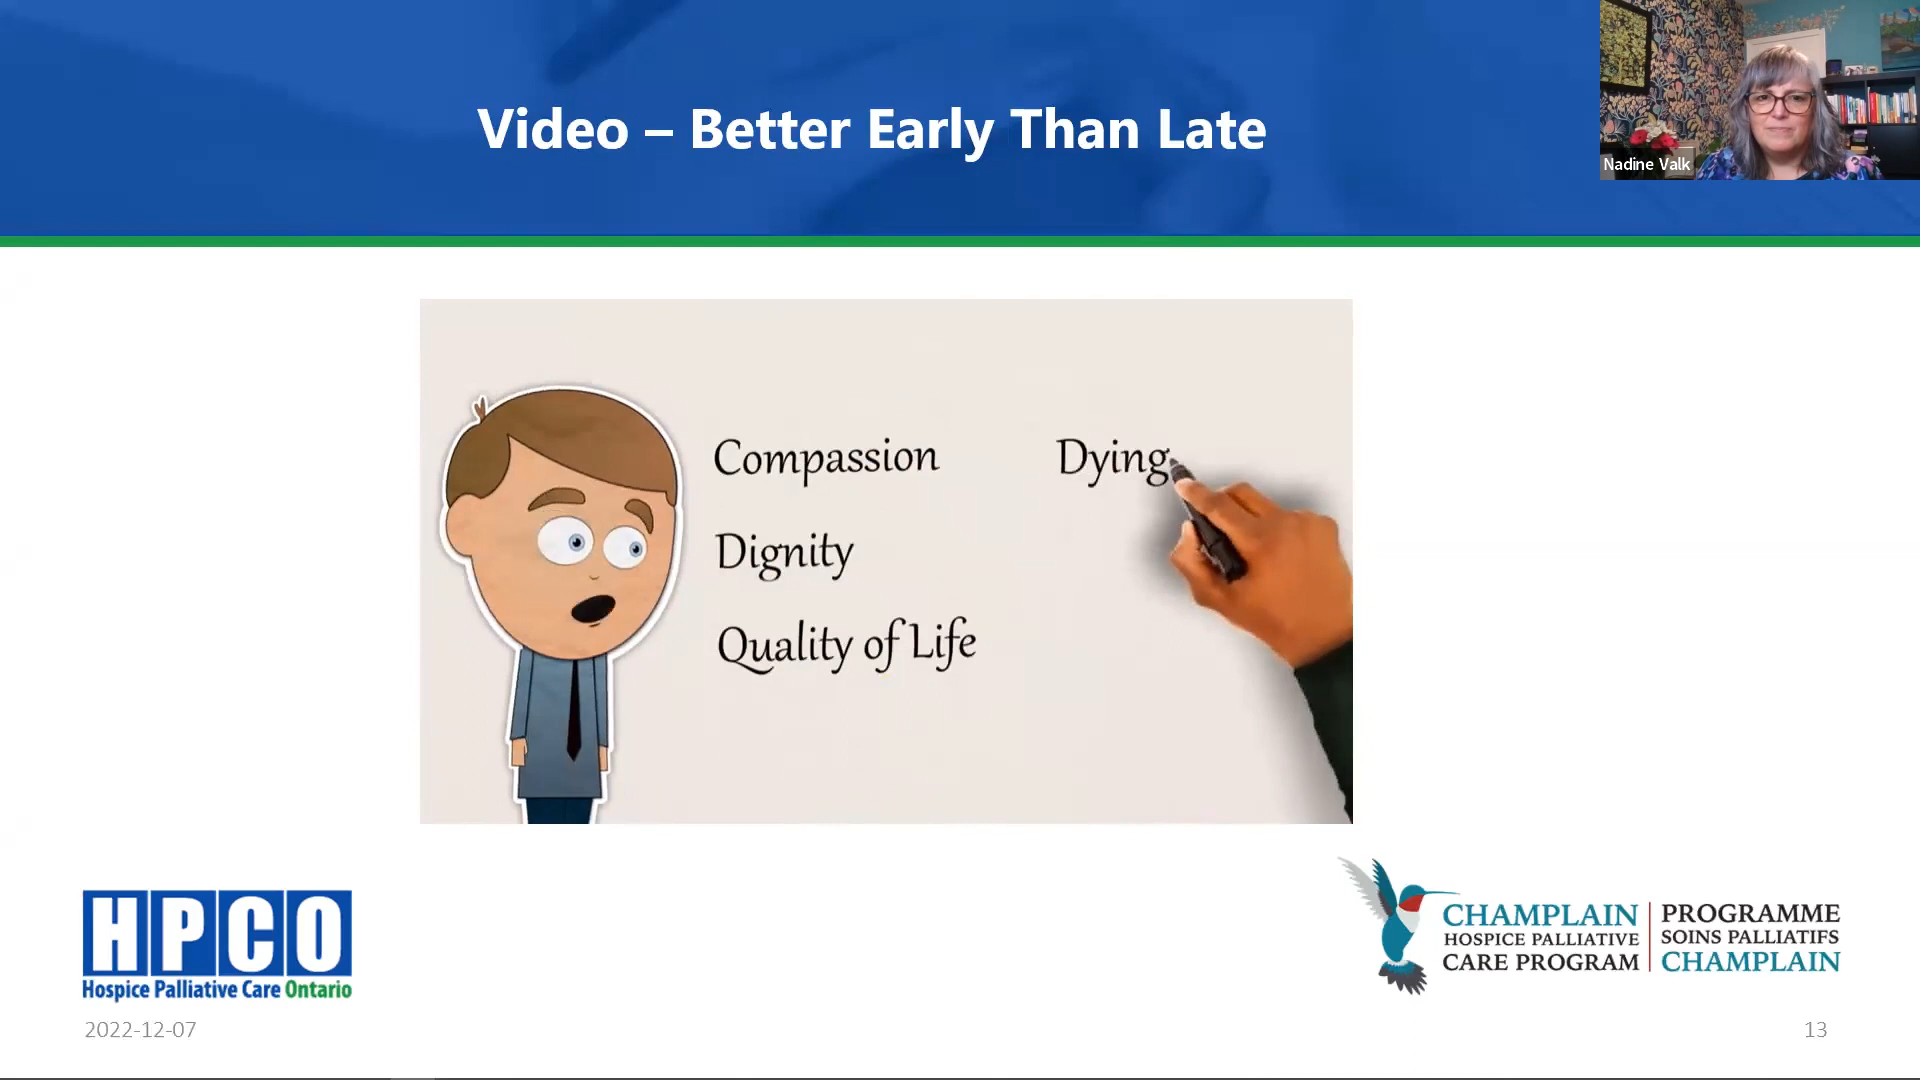 Video – Better Early Than Late
Nadine Valk
Compassion
Dying
Dignity
Quality of Life
HPCO
Hospice Palliative Care Ontario
CHAMPLAIN
HOSPICE PALLIATIVE
CARE PROGRAM
PROGRAMME
SOINS PALLIATIFS
CHAMPLAIN
2022-12-07
13